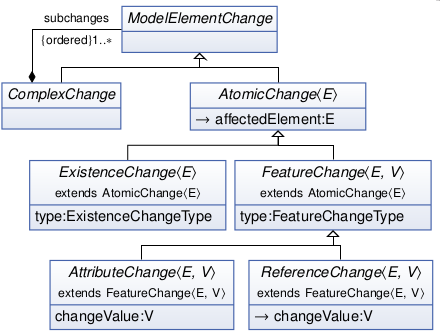 subchanges
{ordered}1..*
ModelElementChange
ComplexChange
AtomicChange⟨E⟩
→ affectedElement:E
ExistenceChange⟨E⟩
extends AtomicChange⟨E⟩
type:ExistenceChangeType
FeatureChange⟨E, V⟩
extends AtomicChange⟨E⟩
type:FeatureChangeType
AttributeChange⟨E, V⟩
extends FeatureChange⟨E, V⟩
changeValue:V
ReferenceChange⟨E, V⟩
extends FeatureChange⟨E, V⟩
→ changeValue:V